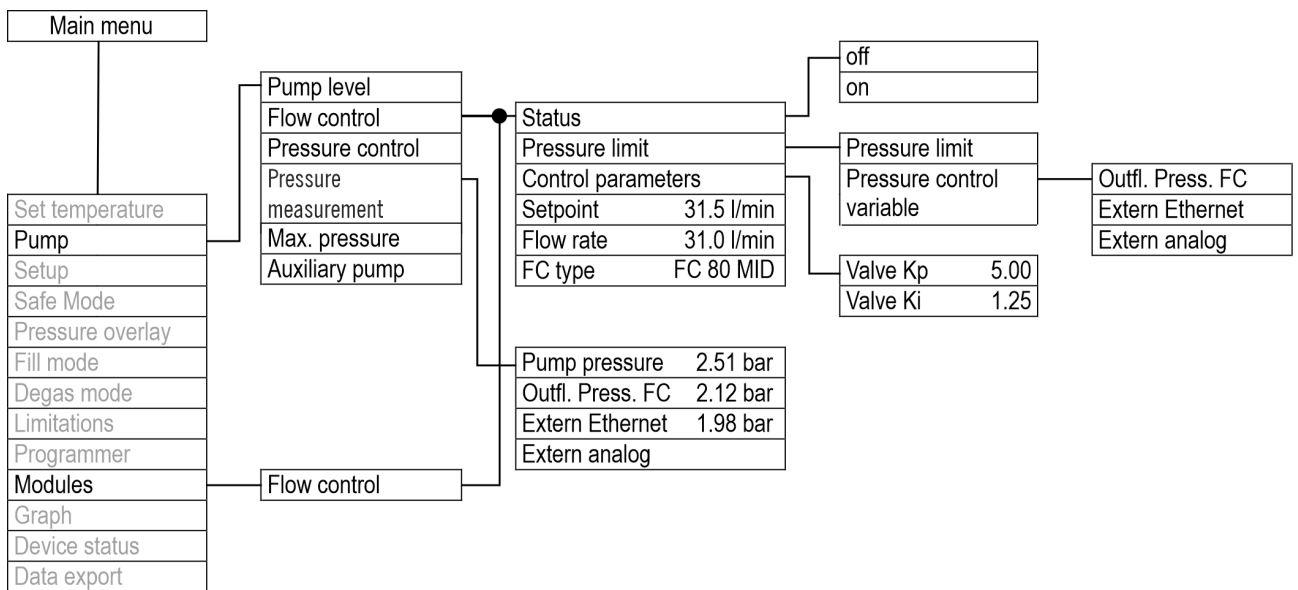 Main menu
Set temperature
Pump
Setup
Safe Mode
Pressure overlay
Fill mode
Degas mode
Limitations
Programmer
Modules
Graph
Device status
Data export
Pump level
Flow control
Pressure control
Pressure
measurement
Max. pressure
Auxiliary pump
Flow control
Status
Pressure limit
Control parameters
Setpoint 31.5 l/min
Flow rate 31.0 l/min
FC type FC 80 MID
Pump pressure 2.51 bar
Outfl. Press. FC 2.12 bar
Extern Ethernet 1.98 bar
Extern analog
off
on
Pressure limit
Pressure control
variable
Valve Kp 5.00
Valve Ki 1.25
Outfl. Press. FC
Extern Ethernet
Extern analog